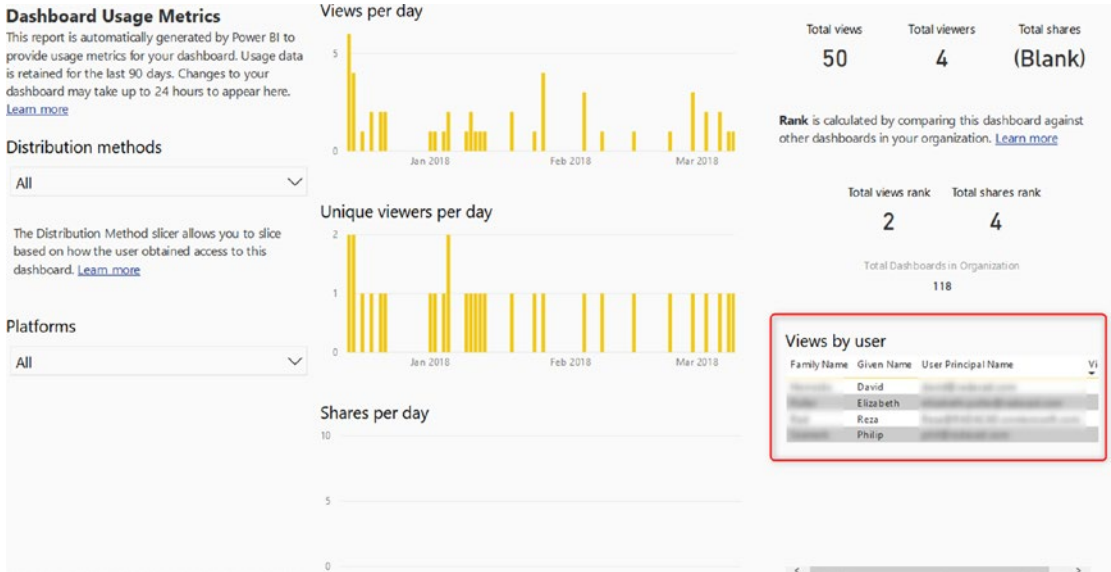 Dashboard Usage Metrics
This report is automatically generated by Power BI to
provide usage metrics for your dashboard. Usage data
is retained for the last 90 days. Changes to your
dashboard may take up to 24 hours to appear here.
Learn more
Distribution methods
All
The Distribution Method slicer allows you to slice
based on how the user obtained access to this
dashboard. Learn more
Platforms
All
Views per day
5
0
Jan 2018 Feb 2018 Mar 2018
Unique viewers per day
2
1
0
Jan 2018 Feb 2018 Mar 2018
Shares per day
10
5
0
Total views Total viewers Total shares
50 4 (Blank)
Rank is calculated by comparing this dashboard against
other dashboards in your organization. Learn more
Total views rank Total shares rank
2 4
Total Dashboards in Organization
118
Views by user
Family Name Given Name User Principal Name Vi
David
Elizabeth
Reza
Philip